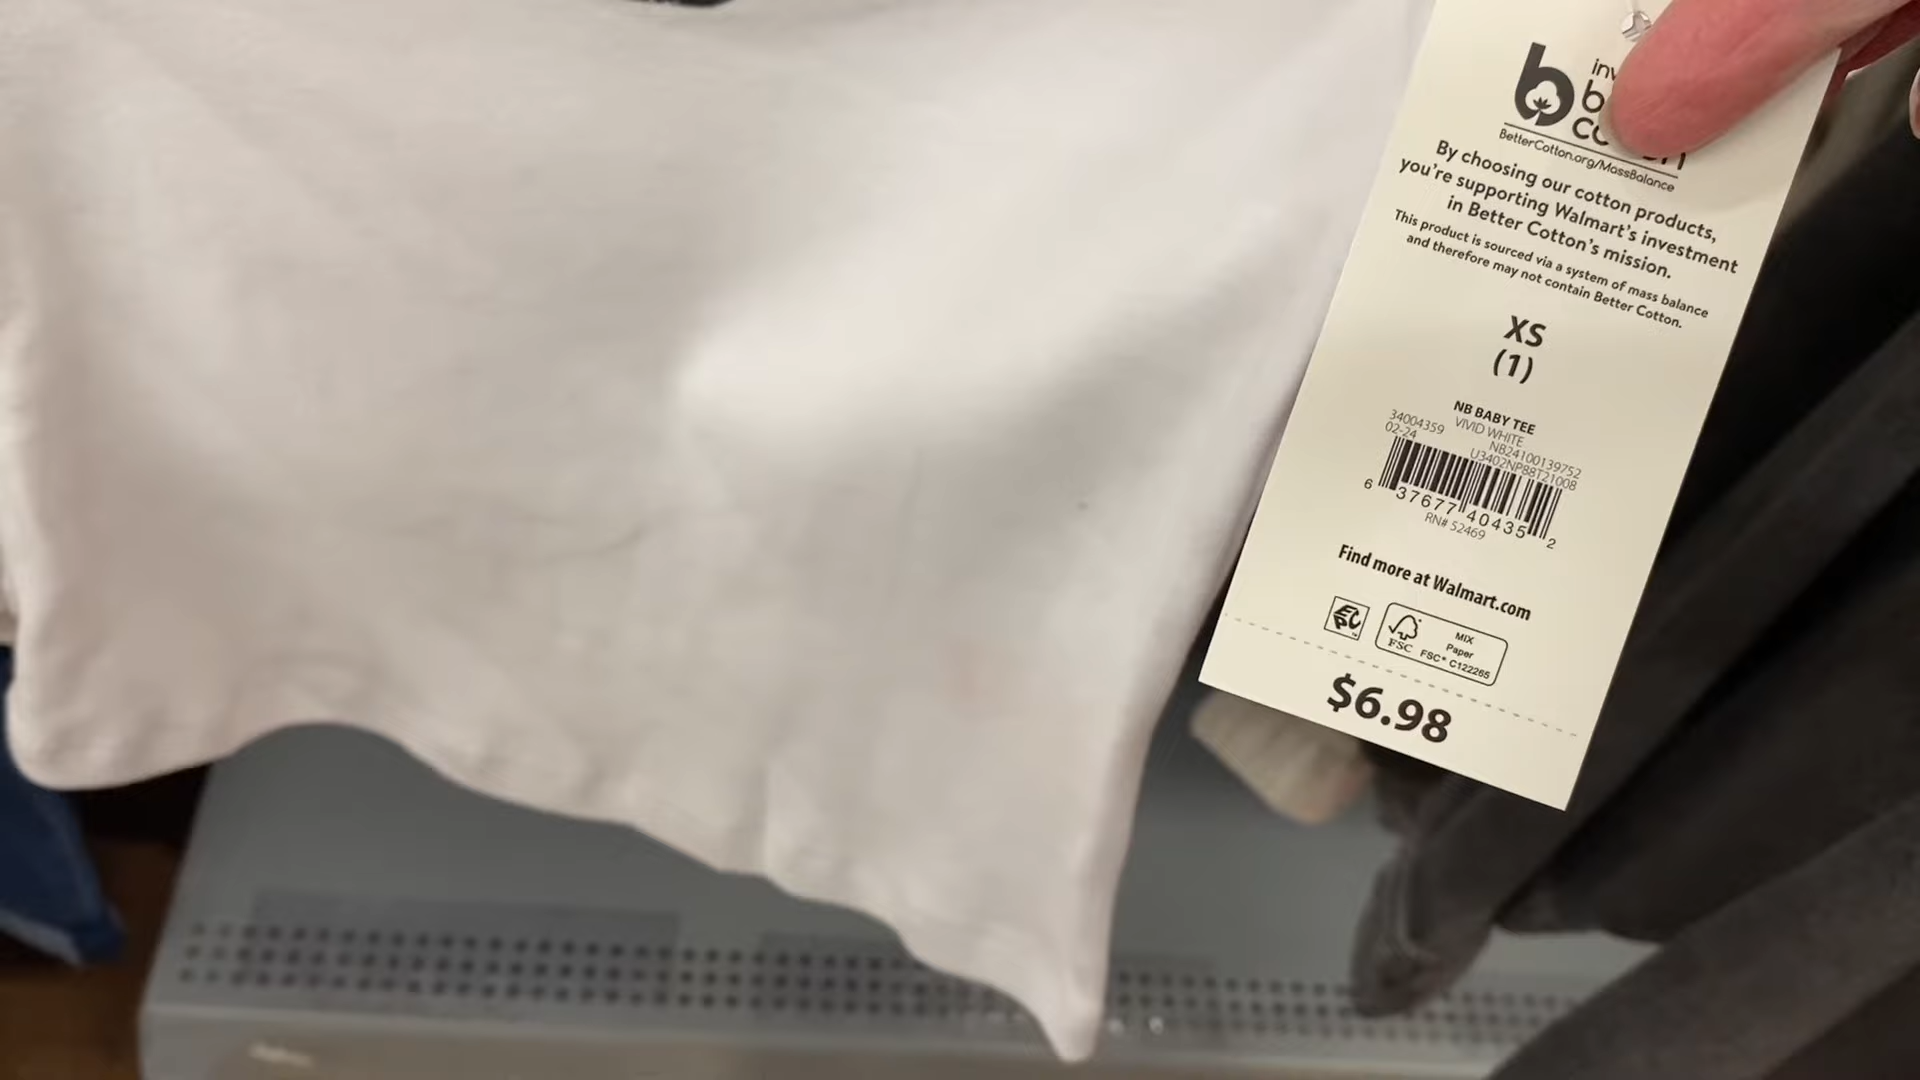 BetterCotton.org/MassBalance
By choosing our cotton products,
you're supporting Walmart's investment
in Better Cotton's mission.
This product is sourced via a system of mass balance
and therefore may not contain Better Cotton.
XS
(1)
NB BABY TEE
34004359 VIVID WHITE
02-24 NB24100139752
U3402NP88T21008
6 37677 40435 2
RN# 52469
Find more at Walmart.com
FSC
MIX
Paper
FSC® C122265
$6.98